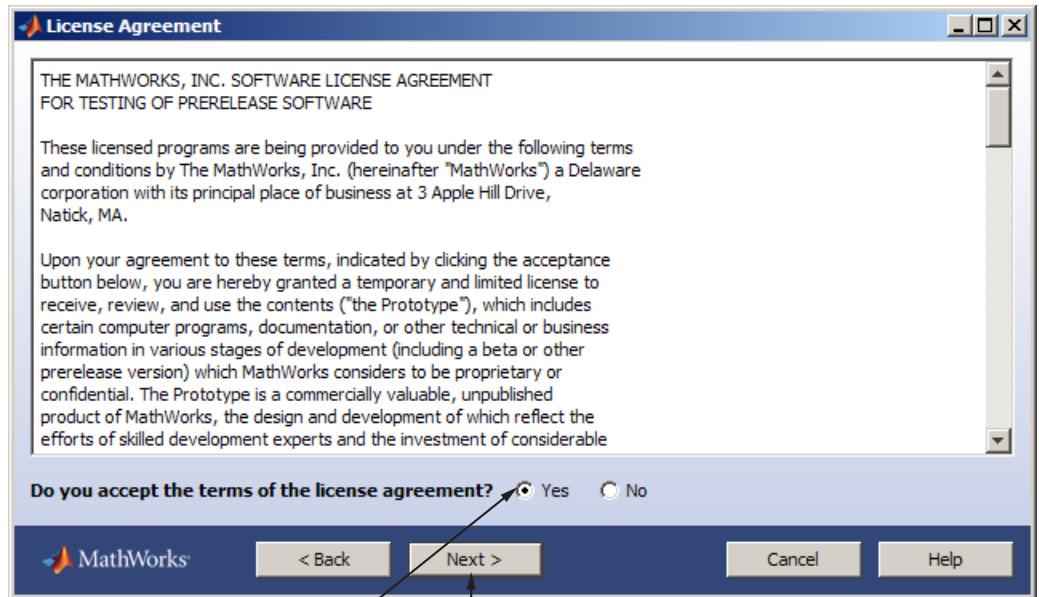 License Agreement
THE MATHWORKS, INC. SOFTWARE LICENSE AGREEMENT
FOR TESTING OF PRERELEASE SOFTWARE
These licensed programs are being provided to you under the following terms
and conditions by The MathWorks, Inc. (hereinafter "MathWorks") a Delaware
corporation with its principal place of business at 3 Apple Hill Drive,
Natick, MA.
Upon your agreement to these terms, indicated by clicking the acceptance
button below, you are hereby granted a temporary and limited license to
receive, review, and use the contents ("the Prototype"), which includes
certain computer programs, documentation, or other technical or business
information in various stages of development (including a beta or other
prerelease version) which MathWorks considers to be proprietary or
confidential. The Prototype is a commercially valuable, unpublished
product of MathWorks, the design and development of which reflect the
efforts of skilled development experts and the investment of considerable
Do you accept the terms of the license agreement? Yes No
MathWorks < Back Next > Cancel Help